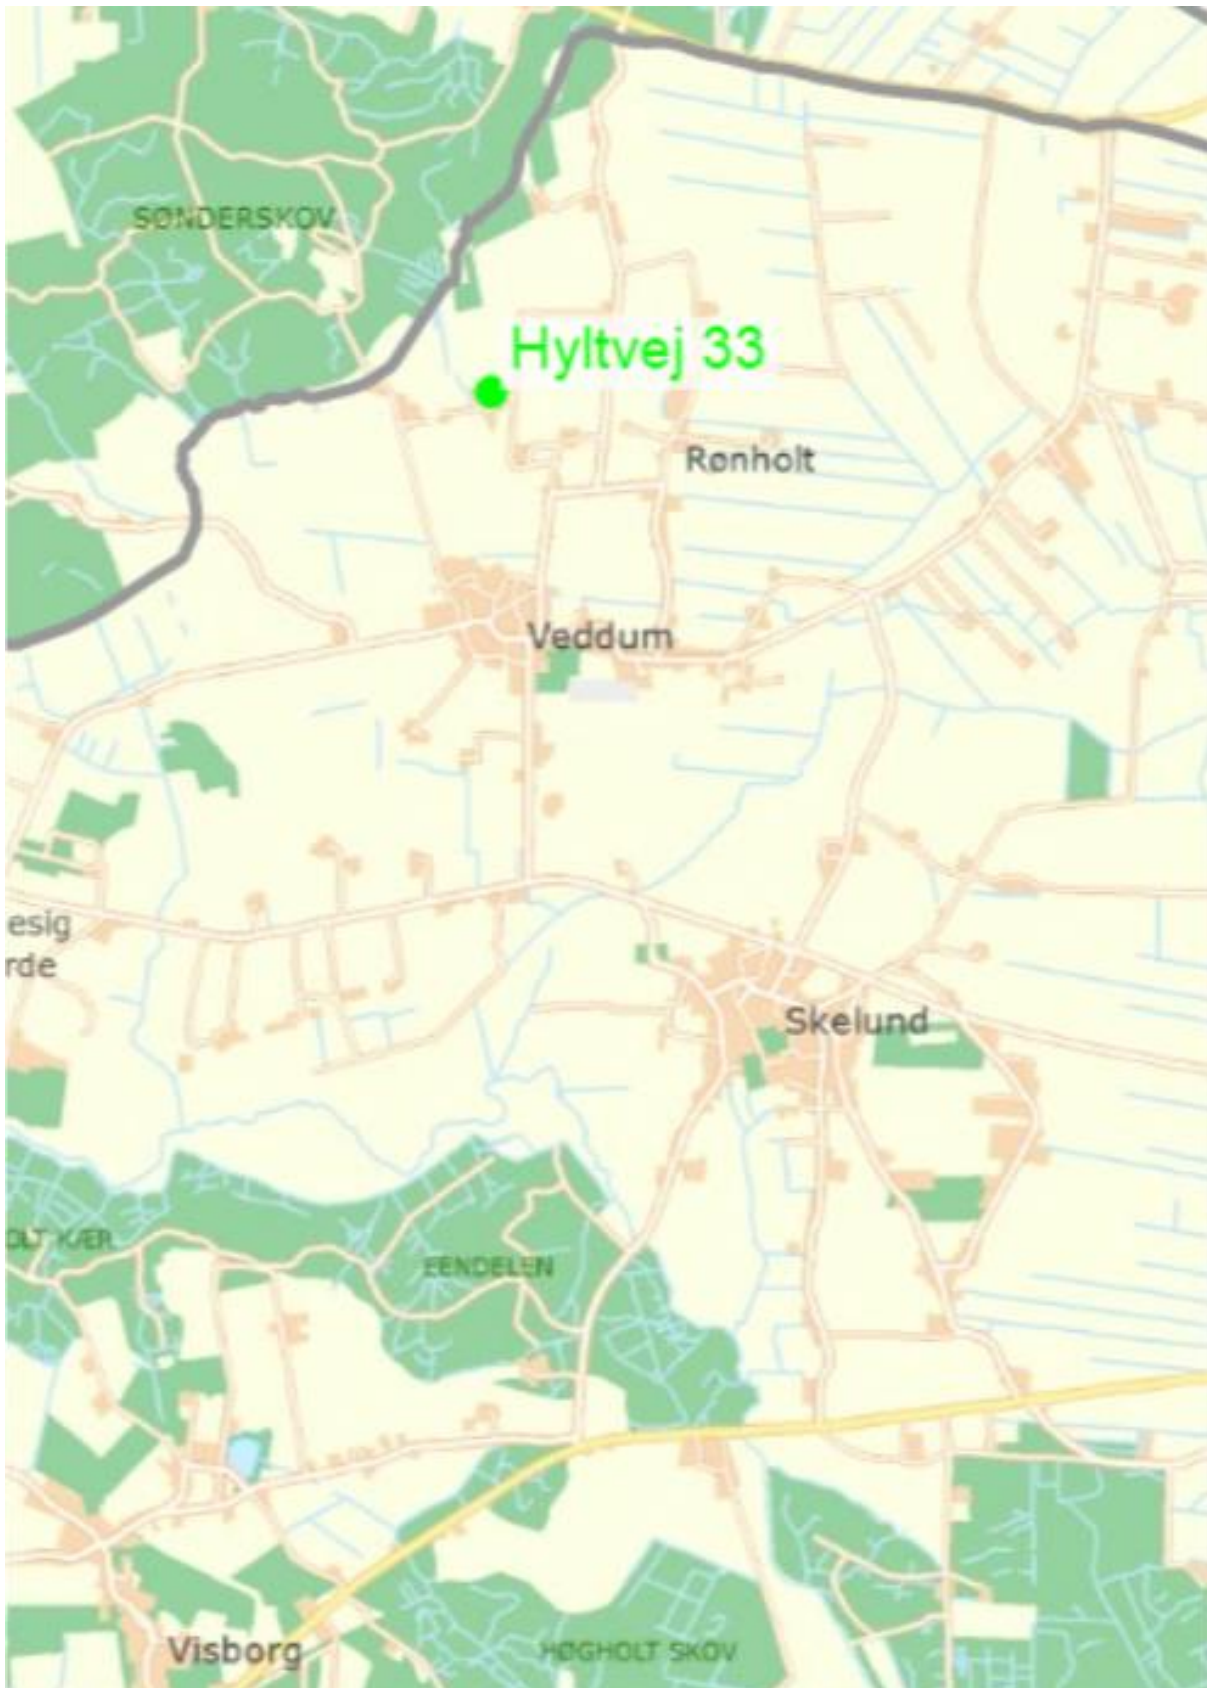 SØNDERSKOV
Hyltvej 33
Rønholt
Veddum
esig
rde
Skelund
OLT KÆR
EENDELEN
Visborg
HØGHOLT SKOV